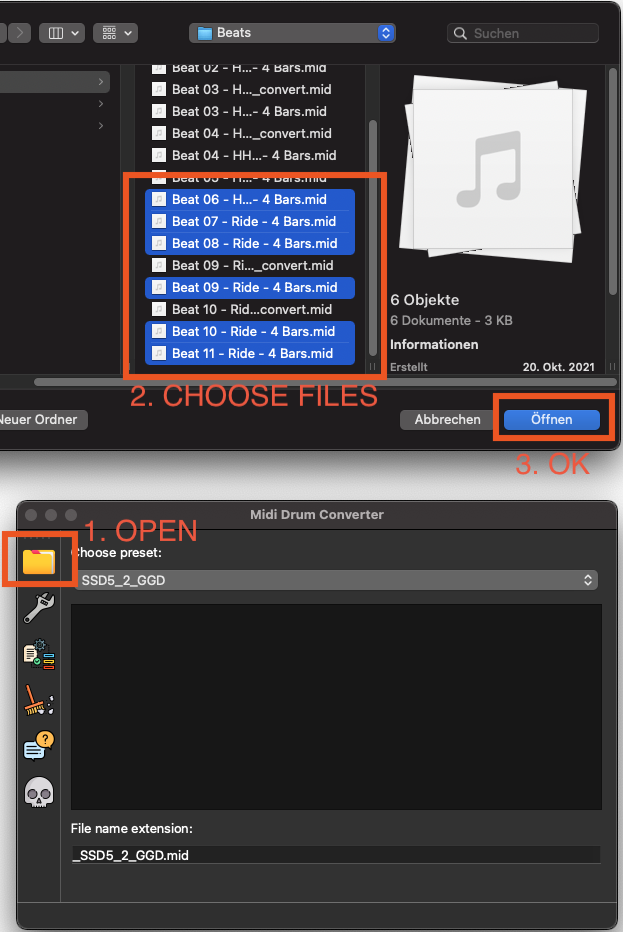 Beats
Suchen
Beat 02 - H...- 4 Bars.mid
Beat 03 - H..._convert.mid
Beat 03 - H...- 4 Bars.mid
Beat 04 - H..._convert.mid
Beat 04 - HH...- 4 Bars.mid
Beat 05 - H...- 4 Bars.mid
Beat 06 - H...- 4 Bars.mid
Beat 07 - Ride - 4 Bars.mid
Beat 08 - Ride - 4 Bars.mid
Beat 09 - Ri..._convert.mid
Beat 09 - Ride - 4 Bars.mid
Beat 10 - Rid...convert.mid
Beat 10 - Ride - 4 Bars.mid
Beat 11 - Ride - 4 Bars.mid
6 Objekte
6 Dokumente - 3 KB
Informationen
Erstellt 20. Okt. 2021
2. CHOOSE FILES
Neuer Ordner
Abbrechen
Öffnen
3. OK
Midi Drum Converter
1. OPEN
Choose preset:
SSD5_2_GGD
File name extension:
_SSD5_2_GGD.mid